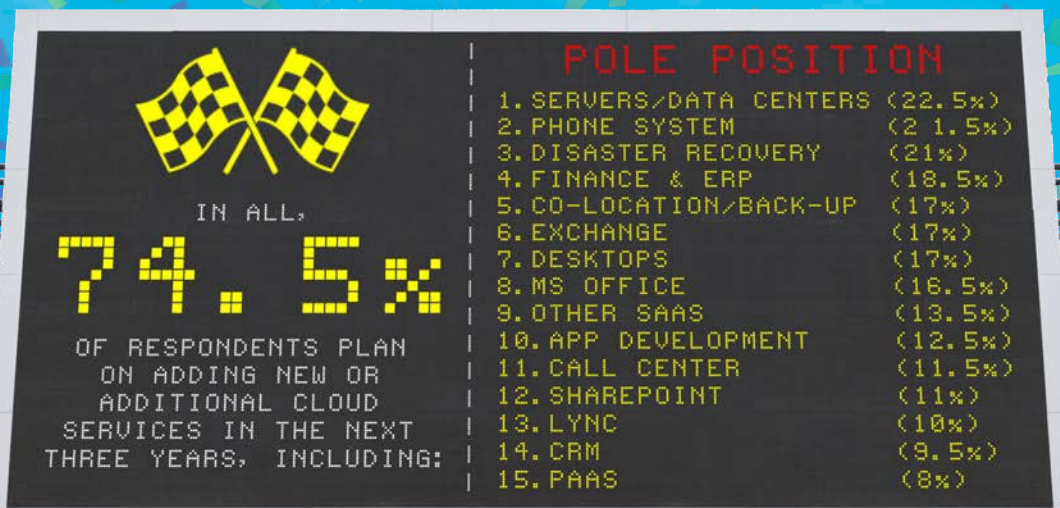 IN ALL,
74.5%
OF RESPONDENTS PLAN
ON ADDING NEW OR
ADDITIONAL CLOUD
SERVICES IN THE NEXT
THREE YEARS, INCLUDING:
POLE POSITION
1. SERVERS/DATA CENTERS (22.5%)
2. PHONE SYSTEM (2 1.5%)
3. DISASTER RECOVERY (21%)
4. FINANCE & ERP (18.5%)
5. CO-LOCATION/BACK-UP (17%)
6. EXCHANGE (17%)
7. DESKTOPS (17%)
8. MS OFFICE (16.5%)
9. OTHER SAAS (13.5%)
10. APP DEVELOPMENT (12.5%)
11. CALL CENTER (11.5%)
12. SHAREPOINT (11%)
13. LYNC (10%)
14. CRM (9.5%)
15. PAAS (8%)